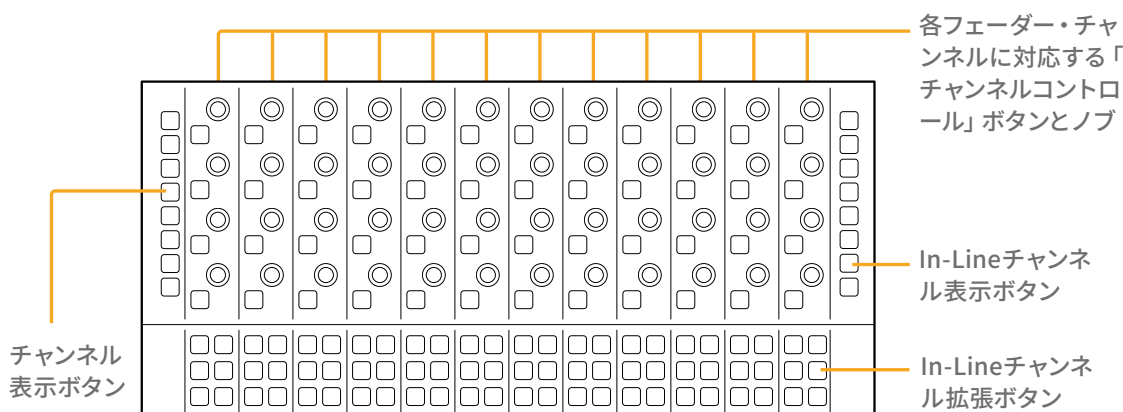 各フェーダー・チャ
ンネルに対応する「
チャンネルコントロ
ール」ボタンとノブ
In-Lineチャンネ
ル表示ボタン
チャンネル
表示ボタン
In-Lineチャンネ
ル拡張ボタン